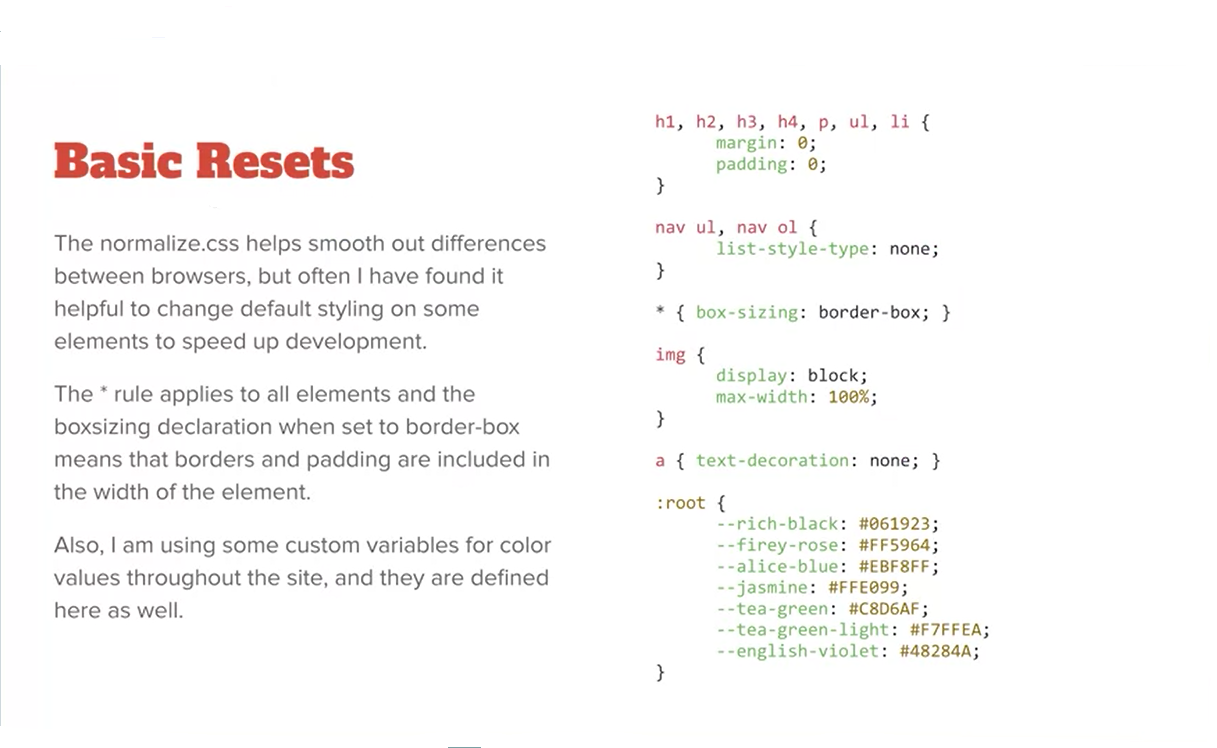 Basic Resets
The normalize.css helps smooth out differences
between browsers, but often I have found it
helpful to change default styling on some
elements to speed up development.
The * rule applies to all elements and the
boxsizing declaration when set to border-box
means that borders and padding are included in
the width of the element.
Also, I am using some custom variables for color
values throughout the site, and they are defined
here as well.
h1, h2, h3, h4, p, ul, li {
margin: 0;
padding: 0;
}
nav ul, nav ol {
list-style-type: none;
}
* { box-sizing: border-box; }
img {
display: block;
max-width: 100%;
}
a { text-decoration: none; }
:root {
--rich-black: #061923;
--firey-rose: #FF5964;
--alice-blue: #EBF8FF;
--jasmine: #FFE099;
--tea-green: #C8D6AF;
--tea-green-light: #F7FFEA;
--english-violet: #48284A;
}